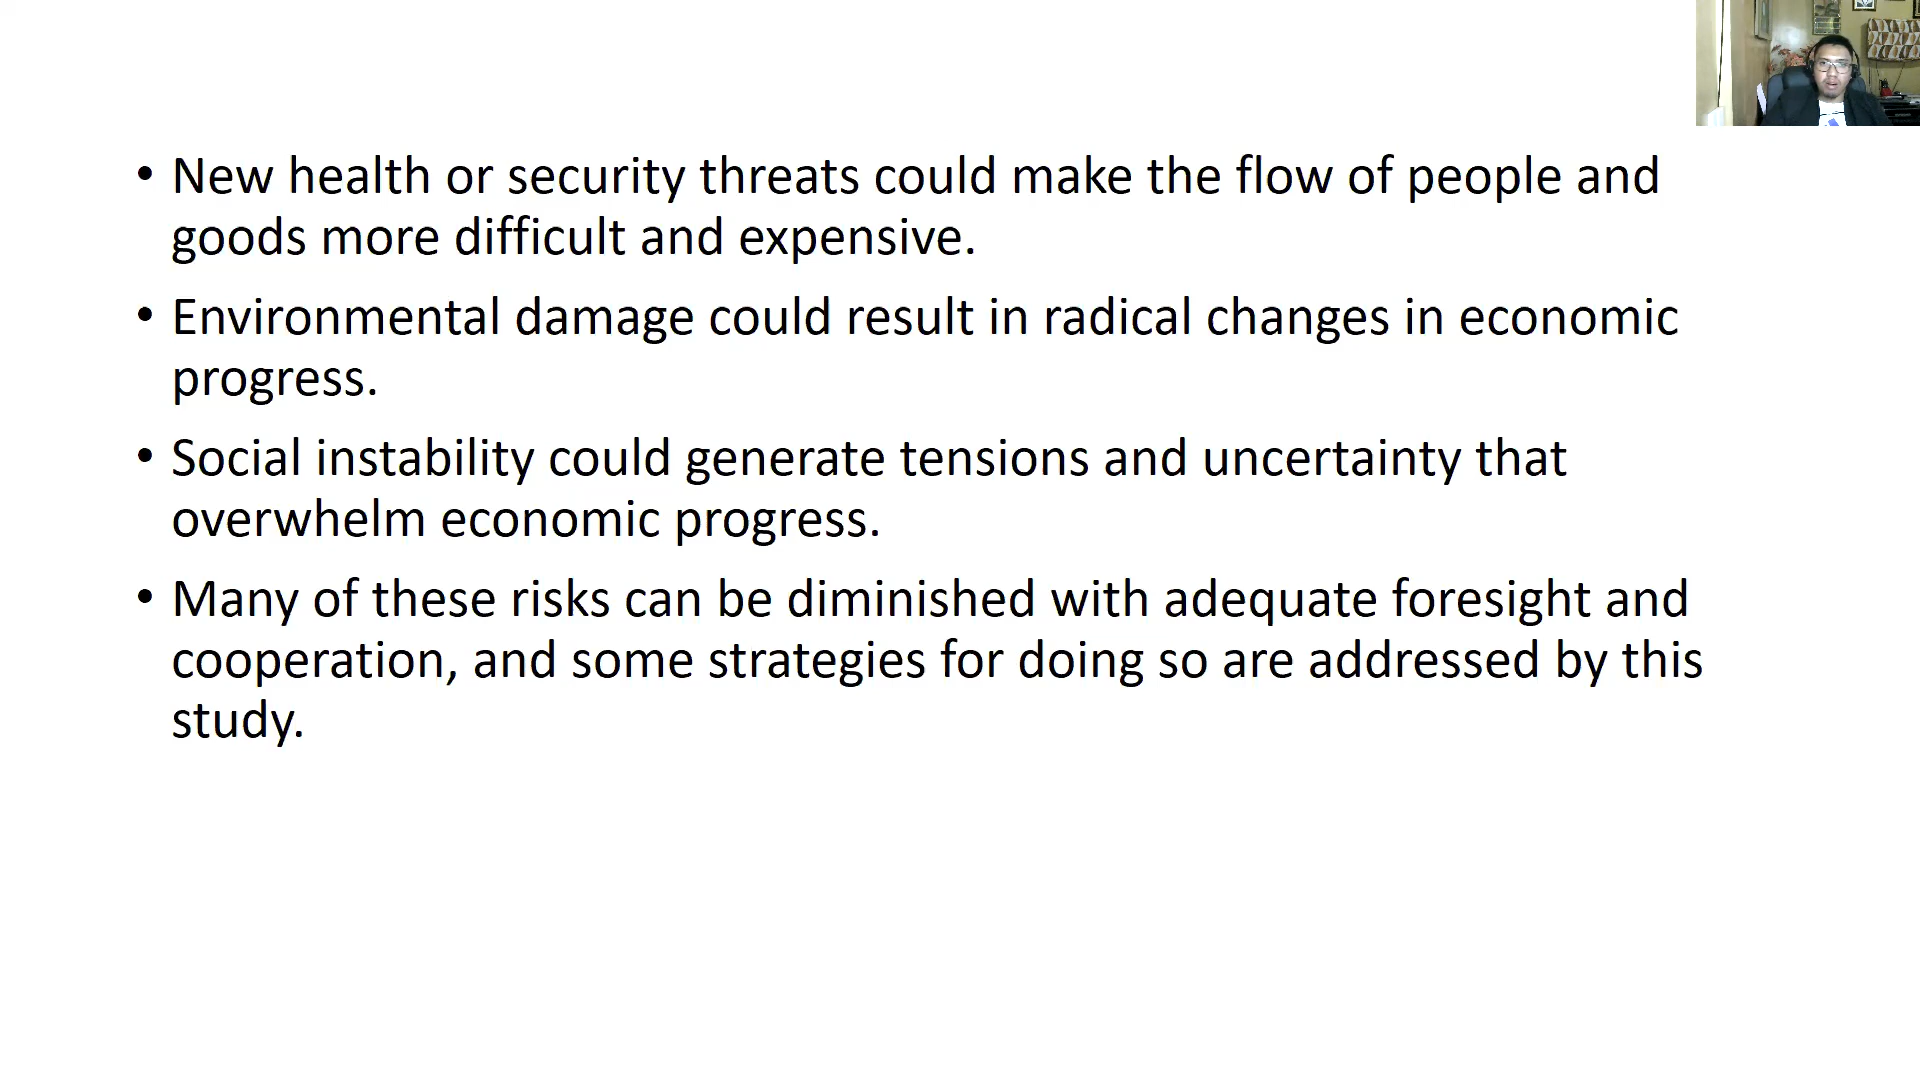 • New health or security threats could make the flow of people and
goods more difficult and expensive.
• Environmental damage could result in radical changes in economic
progress.
• Social instability could generate tensions and uncertainty that
overwhelm economic progress.
• Many of these risks can be diminished with adequate foresight and
cooperation, and some strategies for doing so are addressed by this
study.